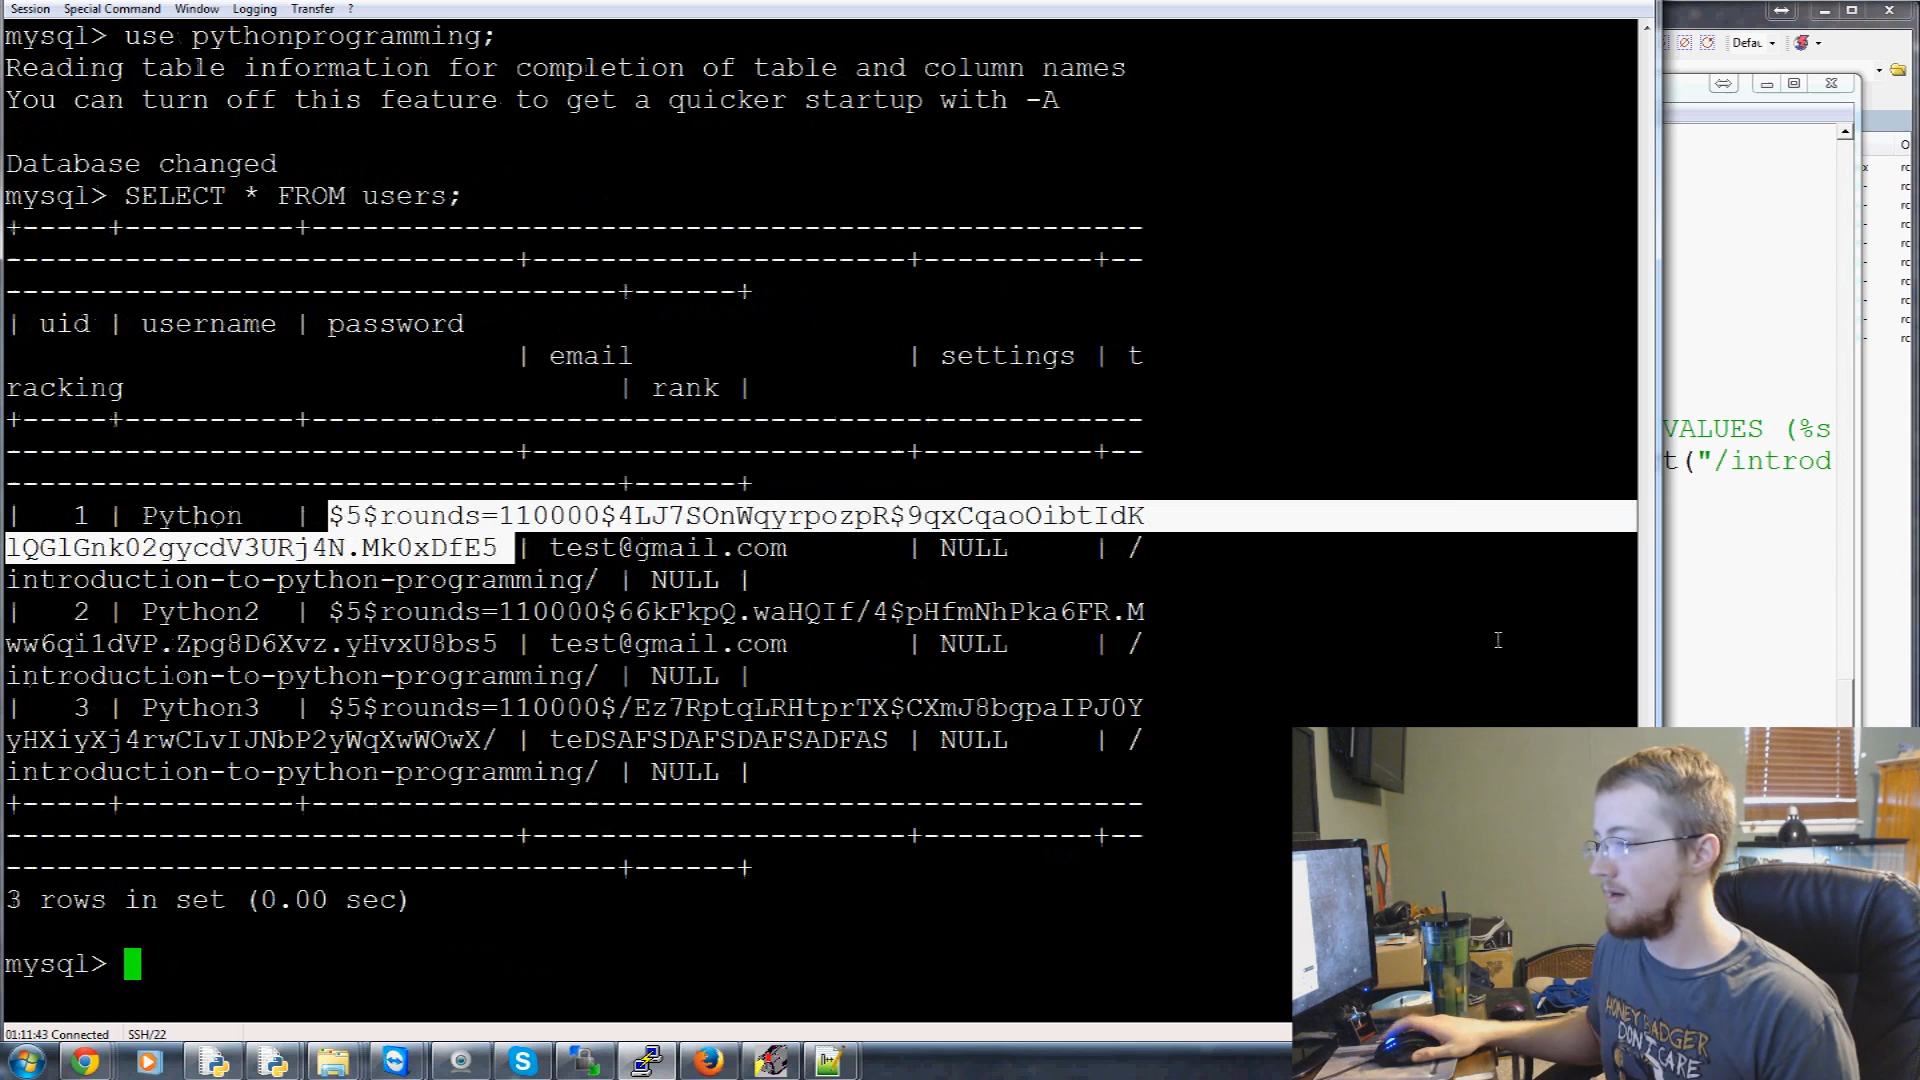 Session Special Command Window Logging Transfer ?
mysql> use pythonprogramming;
Reading table information for completion of table and column names
You can turn off this feature to get a quicker startup with -A
Database changed
mysql> SELECT * FROM users;
+-----+----------+-------------------------------------------------
-------------------------------+----------------------+----------+--
------------------------------------+------+
| uid | username | password
| email | settings | t
racking | rank |
+-----+----------+-------------------------------------------------
-------------------------------+----------------------+----------+--
------------------------------------+------+
| 1 | Python | $5$rounds=110000$4LJ7SOnWqyrpozpR$9qxCqaoOibtIdK
lQGlGnk02gycdV3URj4N.Mk0xDfE5 | test@gmail.com | NULL | /
introduction-to-python-programming/ | NULL |
| 2 | Python2 | $5$rounds=110000$66kFkpQ.waHQIf/4$pHfmNhPka6FR.M
ww6qi1dVP.Zpg8D6Xvz.yHvxU8bs5 | test@gmail.com | NULL | /
introduction-to-python-programming/ | NULL |
| 3 | Python3 | $5$rounds=110000$/Ez7RptqLRHtprTX$CXmJ8bgpaIPJ0Y
yHXiyXj4rwCLvIJNbP2yWqXwWOwX/ | teDSAFSDAFSDAFSADFAS | NULL | /
introduction-to-python-programming/ | NULL |
+-----+----------+-------------------------------------------------
-------------------------------+----------------------+----------+--
------------------------------------+------+
3 rows in set (0.00 sec)
mysql>
01:11:43 Connected SSH/22
Defau
VALUES (%s
t("/introd
HONEY BADGER
DON'T CARE